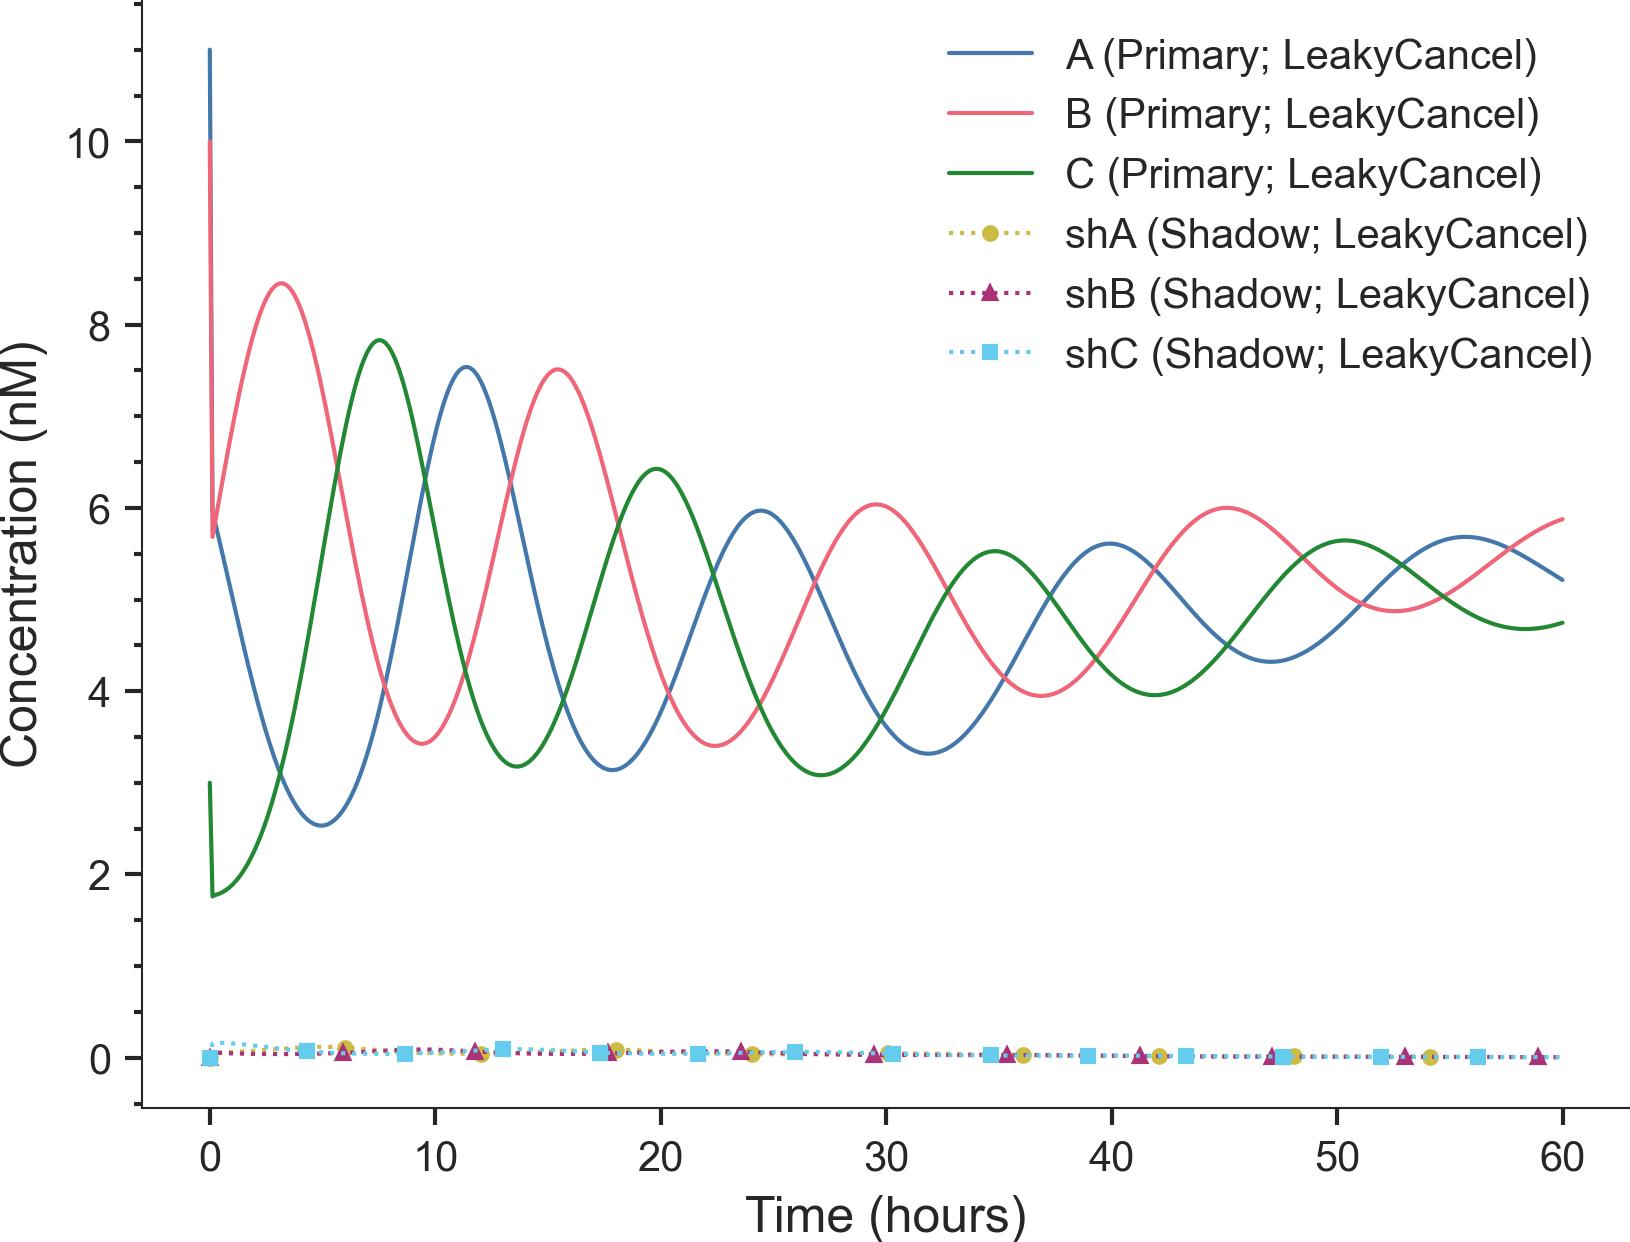 A (Primary; LeakyCancel)
B (Primary; LeakyCancel)
C (Primary; LeakyCancel)
shA (Shadow; LeakyCancel)
shB (Shadow; LeakyCancel)
shC (Shadow; LeakyCancel)
Concentration (nM)
10
8
6
4
2
0
0 10 20 30 40 50 60
Time (hours)